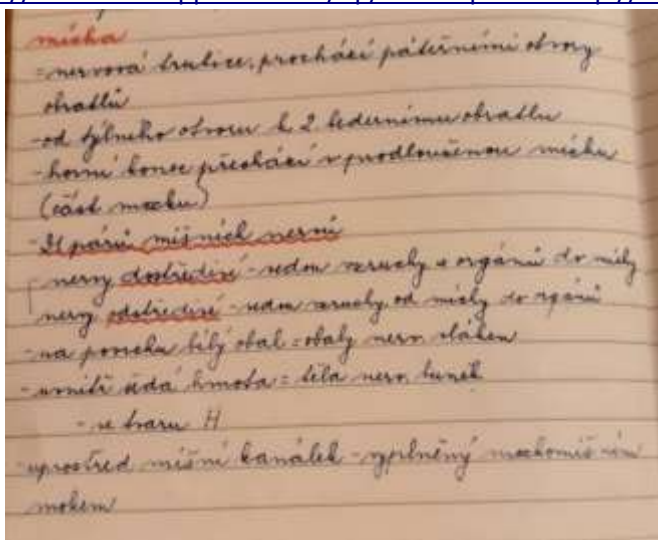 mícha
= nervová trubice, prochází páteřními otvory
obratlů
- od týlního otvoru k 2. bedernímu obratlu
- horní konec přechází v prodlouženou míchu
(část mozku)
- 31 párů míšních nervů
nervy dostředivé - vedou vzruchy z orgánů do míchy
nervy odstředivé - vedou vzruchy od míchy do rgánů
- na povrchu bílý obal = obaly nerv. vláken
- uvnitř šedá hmota = těla nerv. buněk
- ve tvaru H
- uprostřed míšní kanálek - vyplněný mozkomíšním
mokem